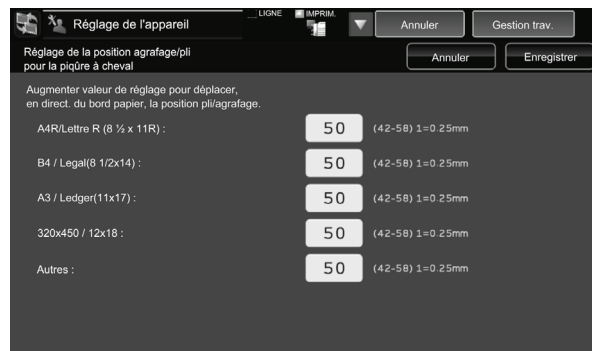 Réglage de l'appareil
LIGNE
IMPRIM.
Annuler
Gestion trav.
Réglage de la position agrafage/pli
pour la piqûre à cheval
Annuler
Enregistrer
Augmenter valeur de réglage pour déplacer,
en direct. du bord papier, la position pli/agrafage.
A4R/Lettre R (8 ½ x 11R) : 50 (42-58) 1=0.25mm
B4 / Legal(8 1/2x14) : 50 (42-58) 1=0.25mm
A3 / Ledger(11x17) : 50 (42-58) 1=0.25mm
320x450 / 12x18 : 50 (42-58) 1=0.25mm
Autres : 50 (42-58) 1=0.25mm